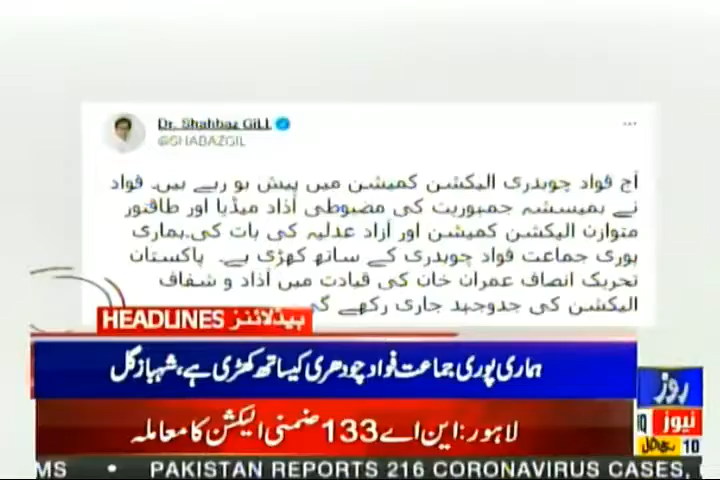 Dr. Shahbaz GiLL
@SHABAZGIL
آج فواد چوہدری الیکشن کمیشن میں پیش ہو رہے ہیں۔ فواد
نے ہمیسشہ جمہوریت کی مضبوطی آذاد میڈیا اور طاقتور
متوازن الیکشن کمیشن اور آزاد عدلیہ کی بات کی۔ہماری
پوری جماعت فواد چوہدری کے ساتھ کھڑی ہے۔ پاکستان
تحریک انصاف عمران خان کی قیادت میں آذاد و شفاف
الیکشن کی جدوجہد جاری رکھے گی
HEADLINES ہیڈلائنز
ہماری پوری جماعت فواد چودھری کیساتھ کھڑی ہے، شہباز گل
لاہور: این اے 133 ضمنی الیکشن کا معاملہ
روز
نیوز
10
MS • PAKISTAN REPORTS 216 CORONAVIRUS CASES,